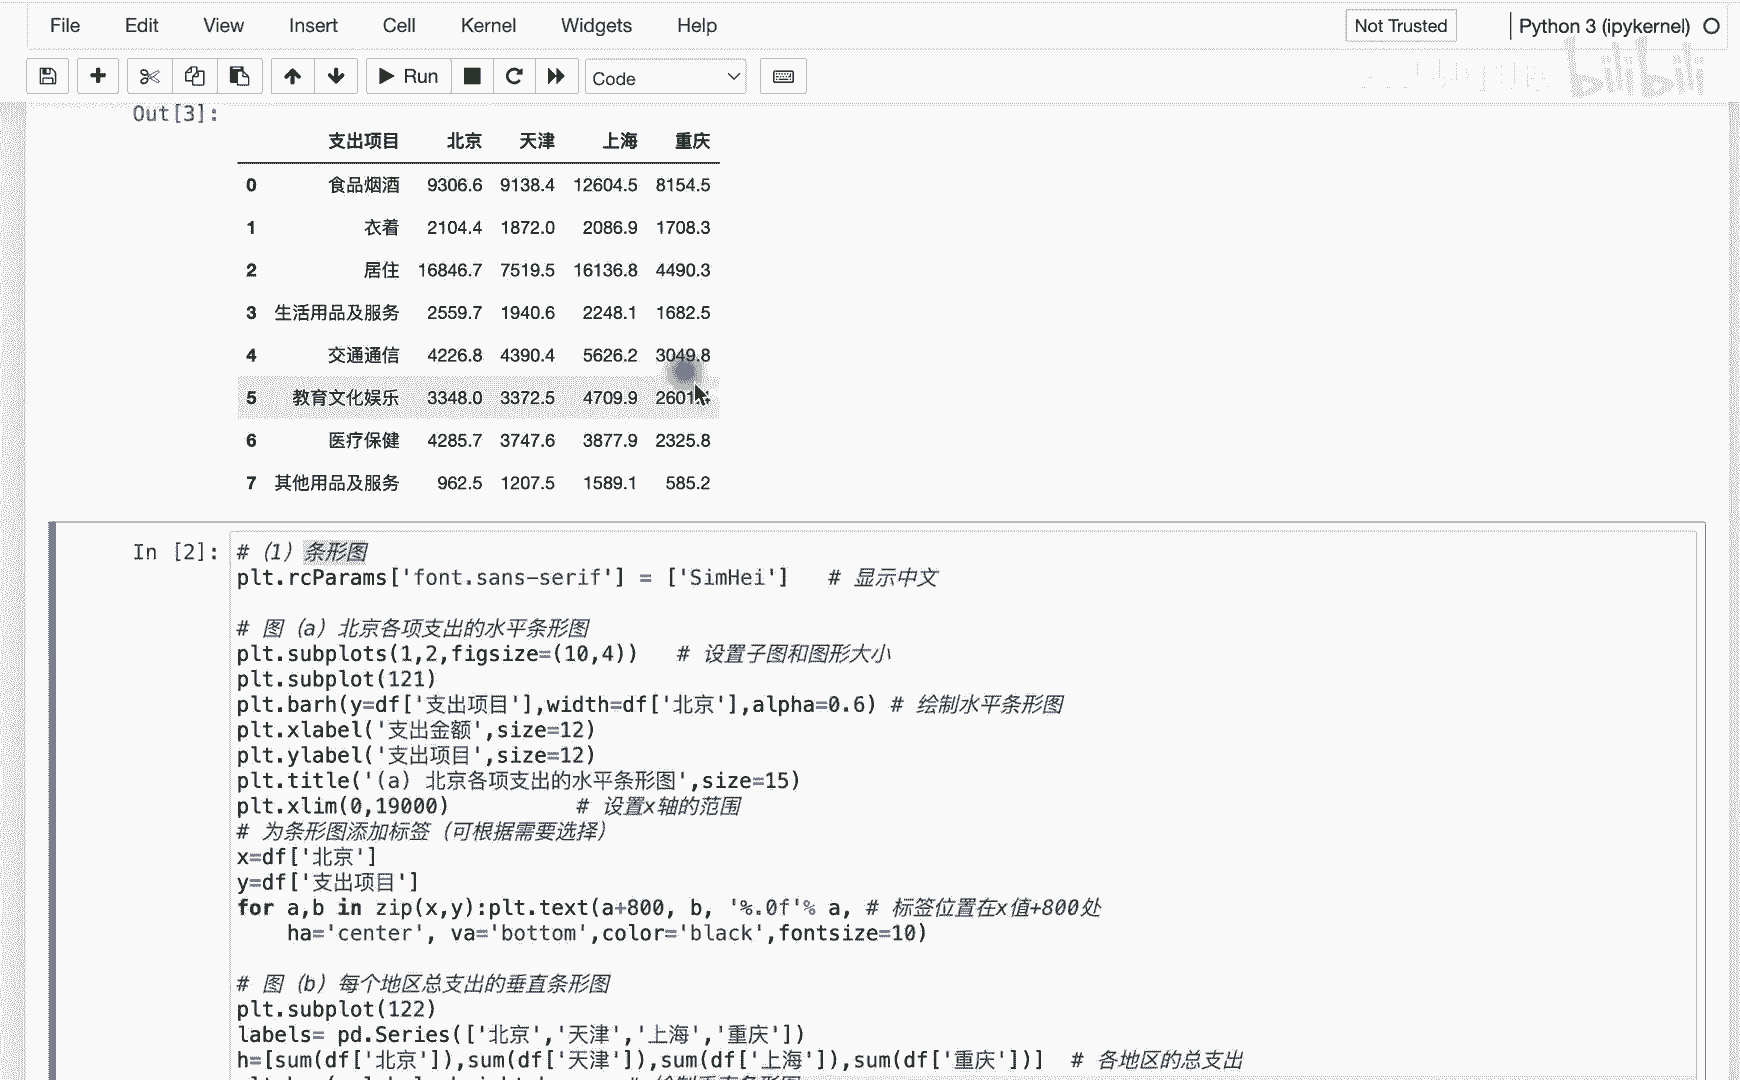 File Edit View Insert Cell Kernel Widgets Help Not Trusted Python 3 (ipykernel)
Run Code bilibili
Out[3]:
支出项目 北京 天津 上海 重庆
0 食品烟酒 9306.6 9138.4 12604.5 8154.5
1 衣着 2104.4 1872.0 2086.9 1708.3
2 居住 16846.7 7519.5 16136.8 4490.3
3 生活用品及服务 2559.7 1940.6 2248.1 1682.5
4 交通通信 4226.8 4390.4 5626.2 3049.8
5 教育文化娱乐 3348.0 3372.5 4709.9
6 医疗保健 4285.7 3747.6 3877.9 2325.8
7 其他用品及服务 962.5 1207.5 1589.1 585.2
In [2]: # （1）条形图
plt.rcParams['font.sans-serif'] = ['SimHei'] # 显示中文
# 图（a）北京各项支出的水平条形图
plt.subplots(1,2,figsize=(10,4)) # 设置子图和图形大小
plt.subplot(121)
plt.barh(y=df['支出项目'],width=df['北京'],alpha=0.6) # 绘制水平条形图
plt.xlabel('支出金额',size=12)
plt.ylabel('支出项目',size=12)
plt.title('(a) 北京各项支出的水平条形图',size=15)
plt.xlim(0,19000) # 设置x轴的范围
# 为条形图添加标签（可根据需要选择）
x=df['北京']
y=df['支出项目']
for a,b in zip(x,y):plt.text(a+800, b, '%.0f'% a, # 标签位置在x值+800处
ha='center', va='bottom',color='black',fontsize=10)
# 图（b）每个地区总支出的垂直条形图
plt.subplot(122)
labels= pd.Series(['北京','天津','上海','重庆'])
h=[sum(df['北京']),sum(df['天津']),sum(df['上海']),sum(df['重庆'])] # 各地区的总支出